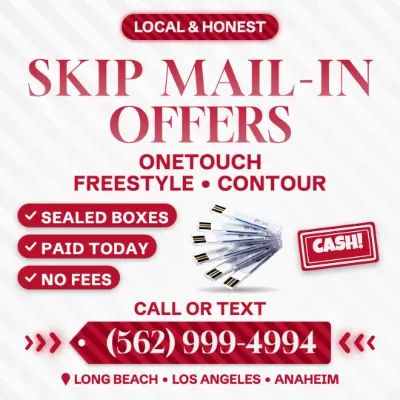 LOCAL & HONEST
SKIP MAIL-IN
OFFERS
ONETOUCH
FREESTYLE • CONTOUR
SEALED BOXES
PAID TODAY
NO FEES
CASH!
CALL OR TEXT
(562) 999-4994
LONG BEACH • LOS ANGELES • ANAHEIM